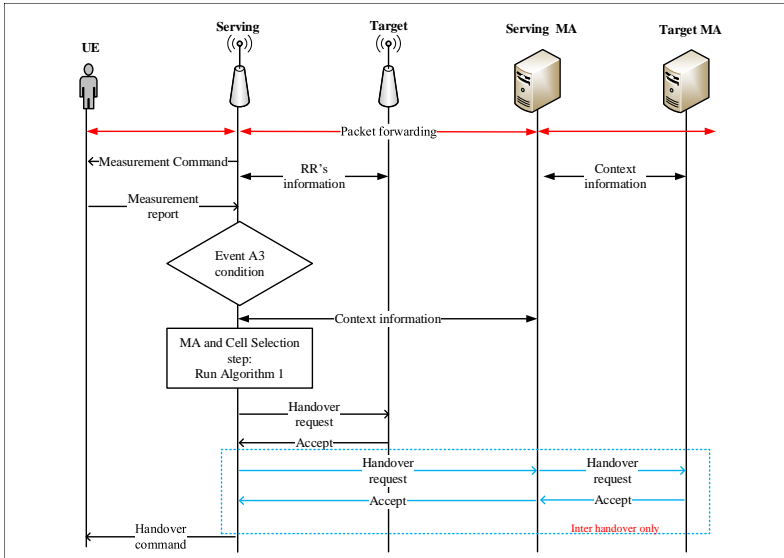 UE
Serving
Target
Serving MA
Target MA
Packet forwarding
Measurement Command
RR's
information
Context
information
Measurement
report
Event A3
condition
Context information
MA and Cell Selection
step:
Run Algorithm 1
Handover
request
Accept
Handover
request
Handover
request
Accept
Accept
Inter handover only
Handover
command